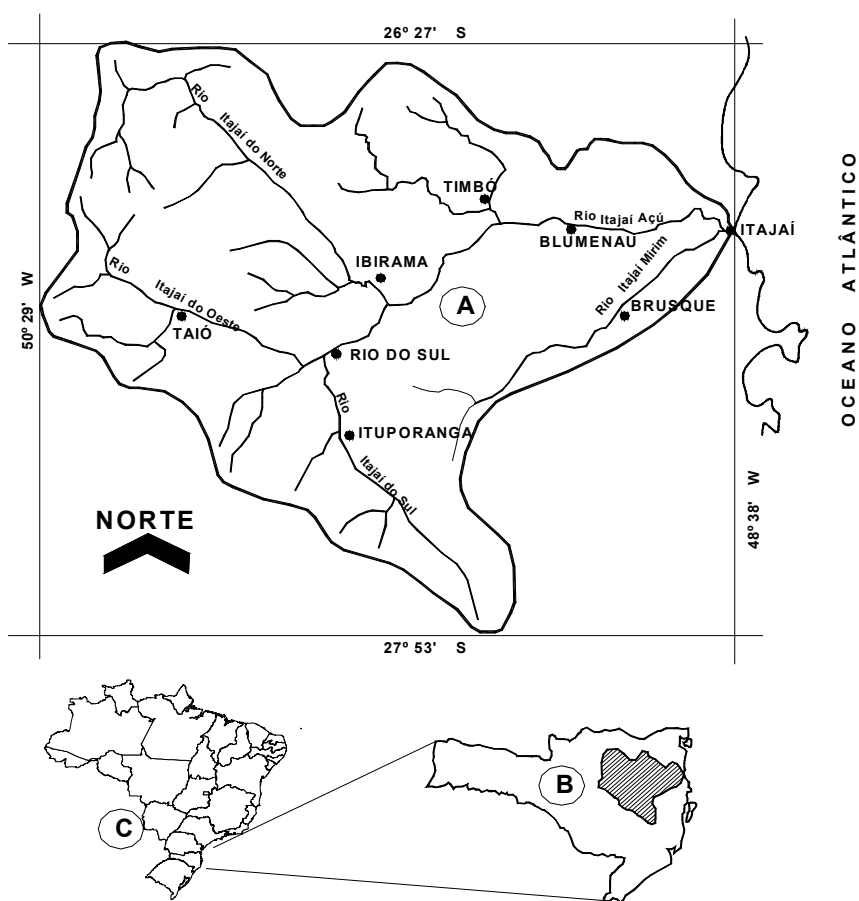 26º 27' S
Rio Itajaí do Norte
TIMBÓ
Rio Itajaí Açú
ITAJAÍ
BLUMENAU
OCEANO ATLÂNTICO
Rio Itajaí Mirim
IBIRAMA
Rio Itajaí do Oeste
50º 29' W
A
BRUSQUE
TAIÓ
RIO DO SUL
Rio Itajaí do Sul
ITUPORANGA
48º 38' W
NORTE
27º 53' S
B
C